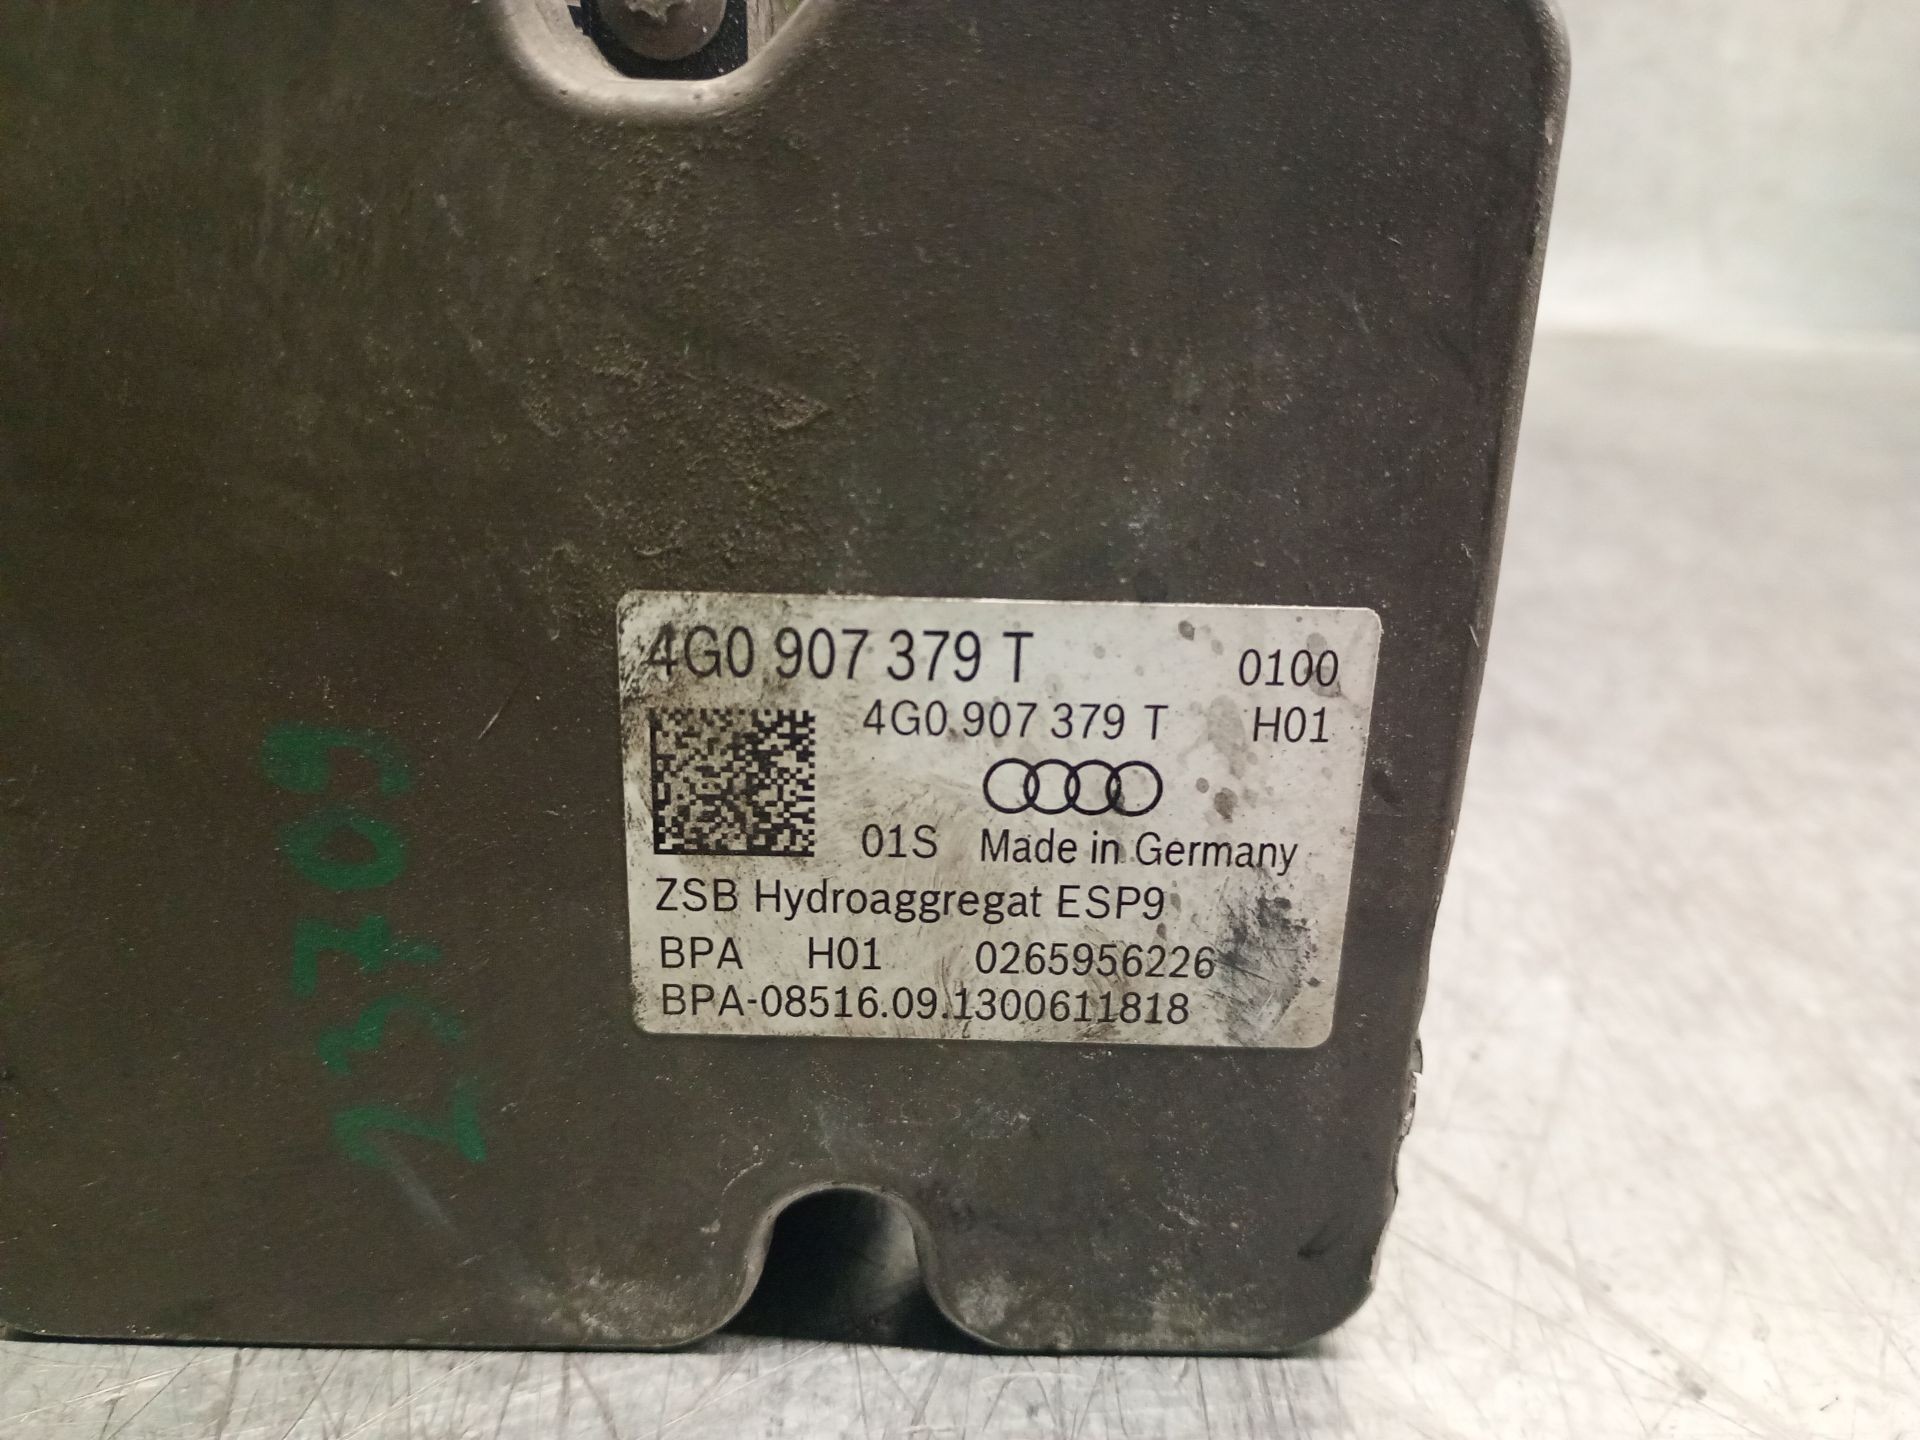 4G0 907 379 T 0100
4G0 907 379 T H01
01S Made in Germany
ZSB Hydroaggregat ESP9
BPA H01 0265956226
BPA-08516.09.1300611818
23709